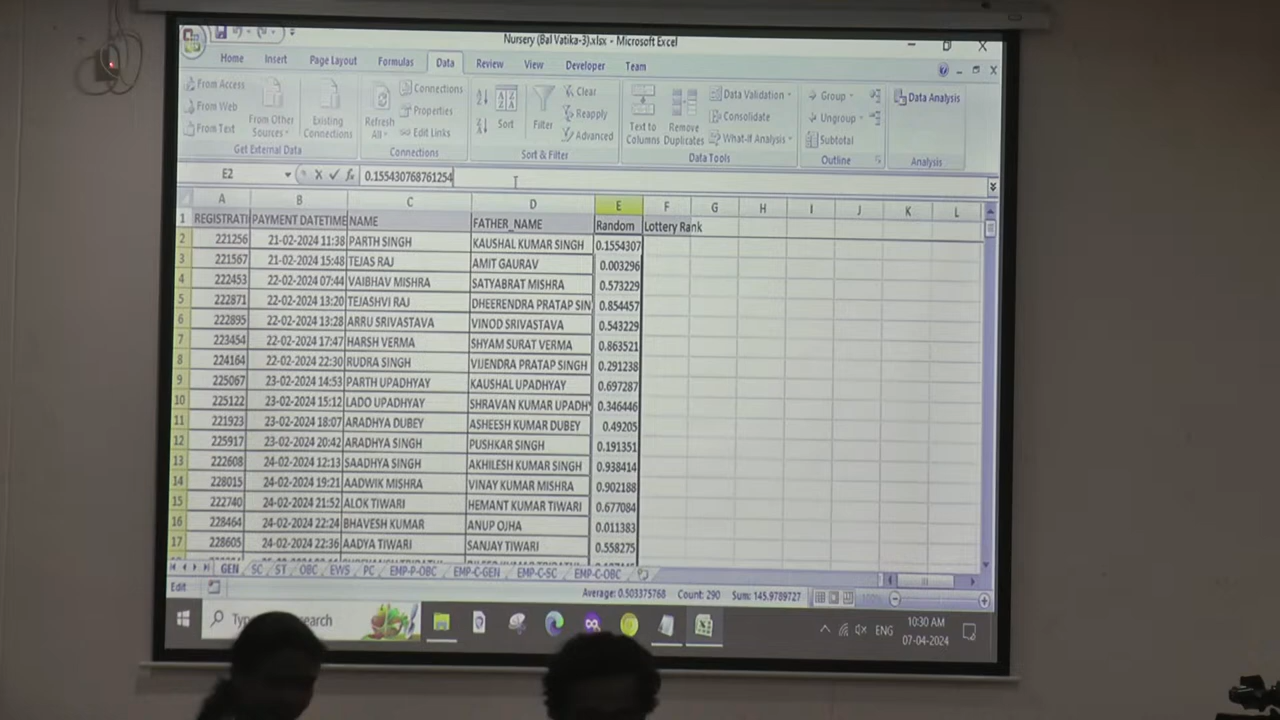 Nursery (Bal Vatika-3).xlsx - Microsoft Excel
Home Insert Page Layout Formulas Data Review View Developer Team
From Access
From Web
From Text
From Other Sources
Existing Connections
Get External Data
Refresh All
Connections
Properties
Edit Links
Connections
Sort
Filter
Clear
Reapply
Advanced
Sort & Filter
Text to Columns
Remove Duplicates
Data Validation
Consolidate
What-If Analysis
Data Tools
Group
Ungroup
Subtotal
Outline
Data Analysis
Analysis
E2 fx 0.155430768761254
A B C D E F G H I J K L
1 REGISTRATI PAYMENT DATETIME NAME FATHER_NAME Random Lottery Rank
2 221256 21-02-2024 11:38 PARTH SINGH KAUSHAL KUMAR SINGH 0.1554307
3 221567 21-02-2024 15:48 TEJAS RAJ AMIT GAURAV 0.003296
4 222453 22-02-2024 07:44 VAIBHAV MISHRA SATYABRAT MISHRA 0.573229
5 222871 22-02-2024 13:20 TEJASHVI RAJ DHEERENDRA PRATAP SIN 0.854457
6 222895 22-02-2024 13:28 ARRU SRIVASTAVA VINOD SRIVASTAVA 0.543229
7 223454 22-02-2024 17:47 HARSH VERMA SHYAM SURAT VERMA 0.863521
8 224164 22-02-2024 22:30 RUDRA SINGH VIJENDRA PRATAP SINGH 0.291238
9 225067 23-02-2024 14:53 PARTH UPADHYAY KAUSHAL UPADHYAY 0.697287
10 225122 23-02-2024 15:12 LADO UPADHYAY SHRAVAN KUMAR UPADH 0.346446
11 221923 23-02-2024 18:07 ARADHYA DUBEY ASHEESH KUMAR DUBEY 0.49205
12 225917 23-02-2024 20:42 ARADHYA SINGH PUSHKAR SINGH 0.191351
13 222608 24-02-2024 12:13 SAADHYA SINGH AKHILESH KUMAR SINGH 0.938414
14 228015 24-02-2024 19:21 AADWIK MISHRA VINAY KUMAR MISHRA 0.902188
15 222740 24-02-2024 21:52 ALOK TIWARI HEMANT KUMAR TIWARI 0.677084
16 228464 24-02-2024 22:24 BHAVESH KUMAR ANUP OJHA 0.011383
17 228605 24-02-2024 22:36 AADYA TIWARI SANJAY TIWARI 0.558275
GEN SC ST OBC EWS PC EMP-P-OBC EMP-C-GEN EMP-C-SC EMP-C-OBC
Edit Average: 0.503375768 Count: 290 Sum: 145.9789727
ENG
10:30 AM
07-04-2024